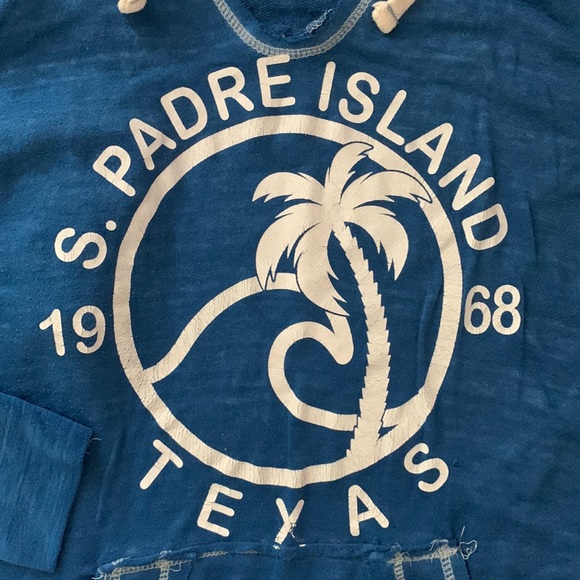 S. PADRE ISLAND
19 68
TEXAS